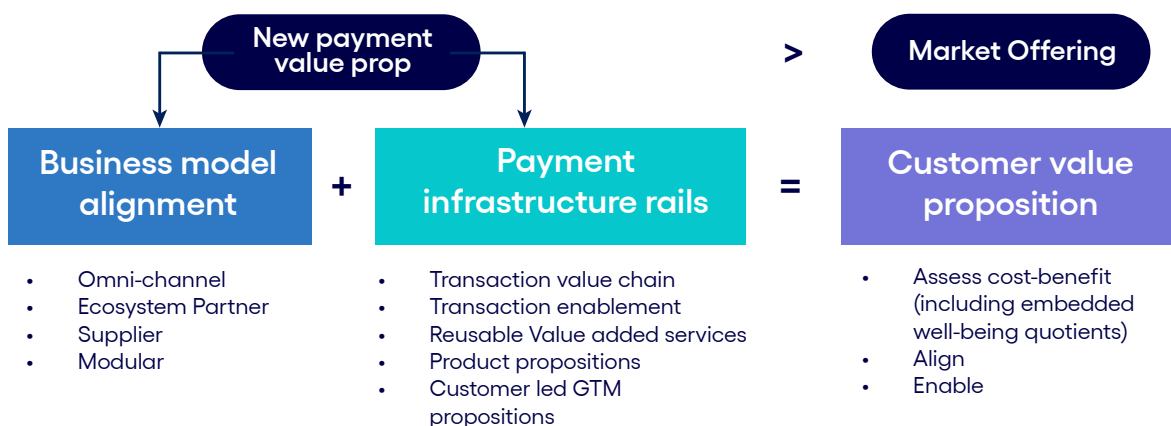 New payment
value prop
>
Market Offering
Business model
alignment
+
Payment
infrastructure rails
=
Customer value
proposition
• Omni-channel
• Ecosystem Partner
• Supplier
• Modular
• Transaction value chain
• Transaction enablement
• Reusable Value added services
• Product propositions
• Customer led GTM
propositions
• Assess cost-benefit
(including embedded
well-being quotients)
• Align
• Enable